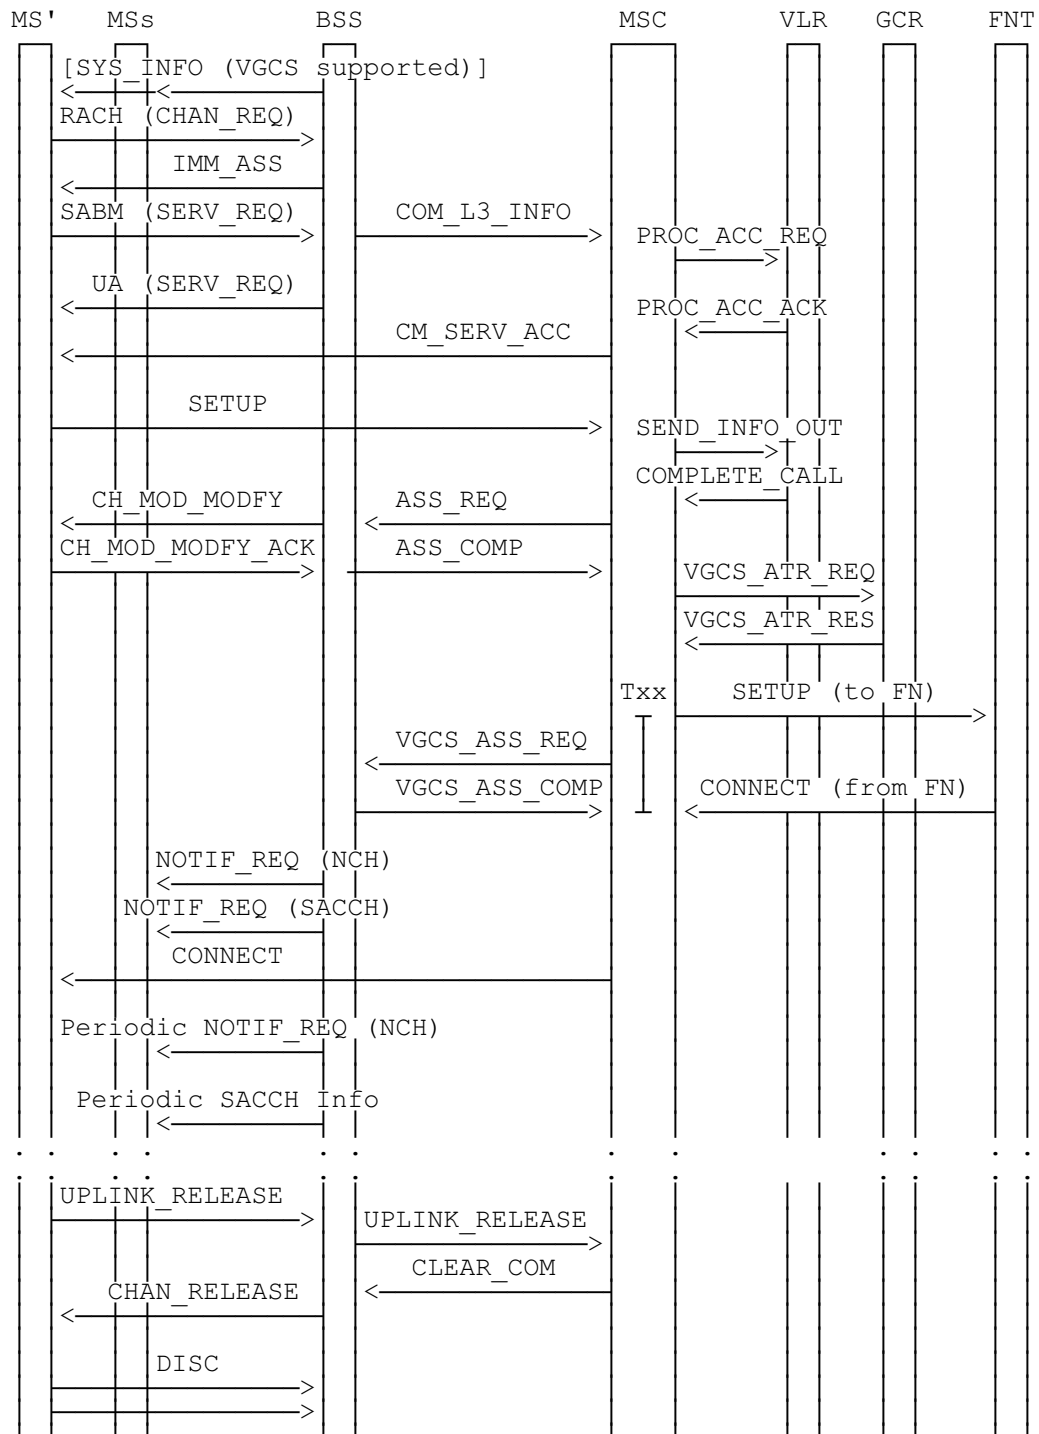 MS' MSs BSS MSC VLR GCR FNT
[SYS_INFO (VGCS supported)]
RACH (CHAN_REQ)
IMM_ASS
SABM (SERV_REQ) COM_L3_INFO
PROC_ACC_REQ
UA (SERV_REQ)
PROC_ACC_ACK
CM_SERV_ACC
SETUP
SEND_INFO_OUT
COMPLETE_CALL
CH_MOD_MODFY ASS_REQ
CH_MOD_MODFY_ACK ASS_COMP
VGCS_ATR_REQ
VGCS_ATR_RES
Txx SETUP (to FN)
VGCS_ASS_REQ
VGCS_ASS_COMP CONNECT (from FN)
NOTIF_REQ (NCH)
NOTIF_REQ (SACCH)
CONNECT
Periodic NOTIF_REQ (NCH)
Periodic SACCH Info
UPLINK_RELEASE
UPLINK_RELEASE
CLEAR_COM
CHAN_RELEASE
DISC